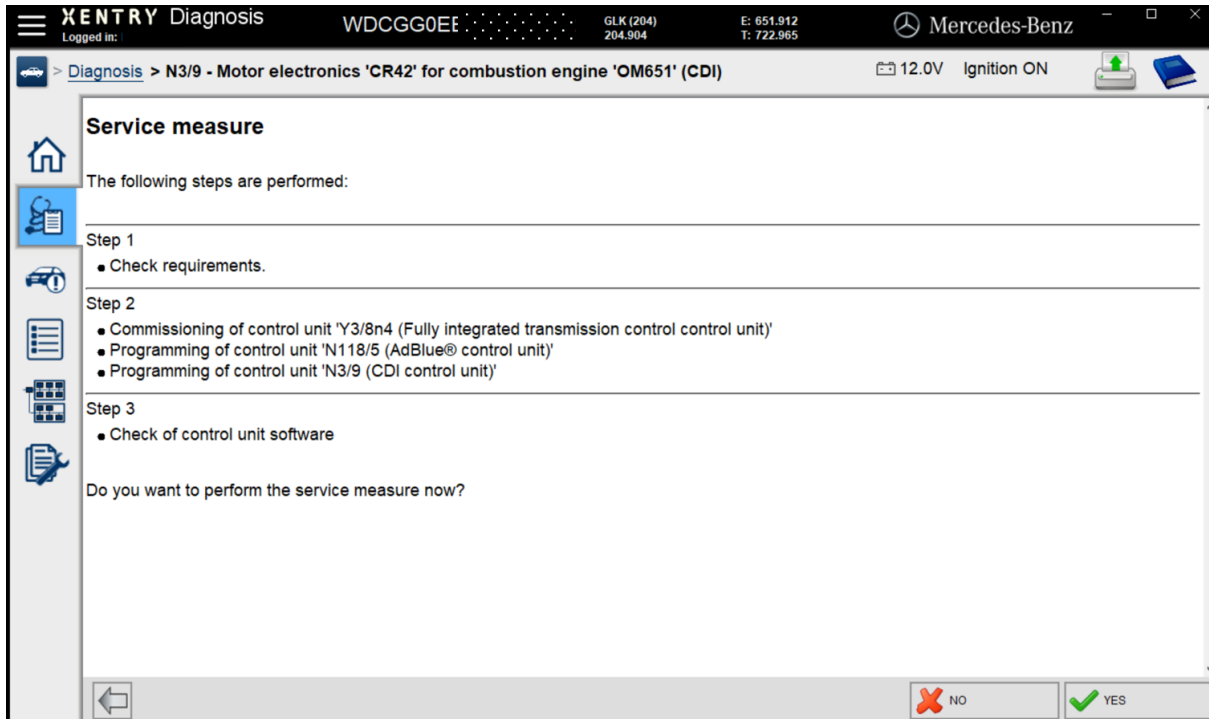 XENTRY Diagnosis
Logged in:
WDCGG0EE
GLK (204)
204.904
E: 651.912
T: 722.965
Mercedes-Benz
> Diagnosis > N3/9 - Motor electronics 'CR42' for combustion engine 'OM651' (CDI)
12.0V Ignition ON
Service measure
The following steps are performed:
Step 1
• Check requirements.
Step 2
• Commissioning of control unit 'Y3/8n4 (Fully integrated transmission control control unit)'
• Programming of control unit 'N118/5 (AdBlue® control unit)'
• Programming of control unit 'N3/9 (CDI control unit)'
Step 3
• Check of control unit software
Do you want to perform the service measure now?
NO
YES